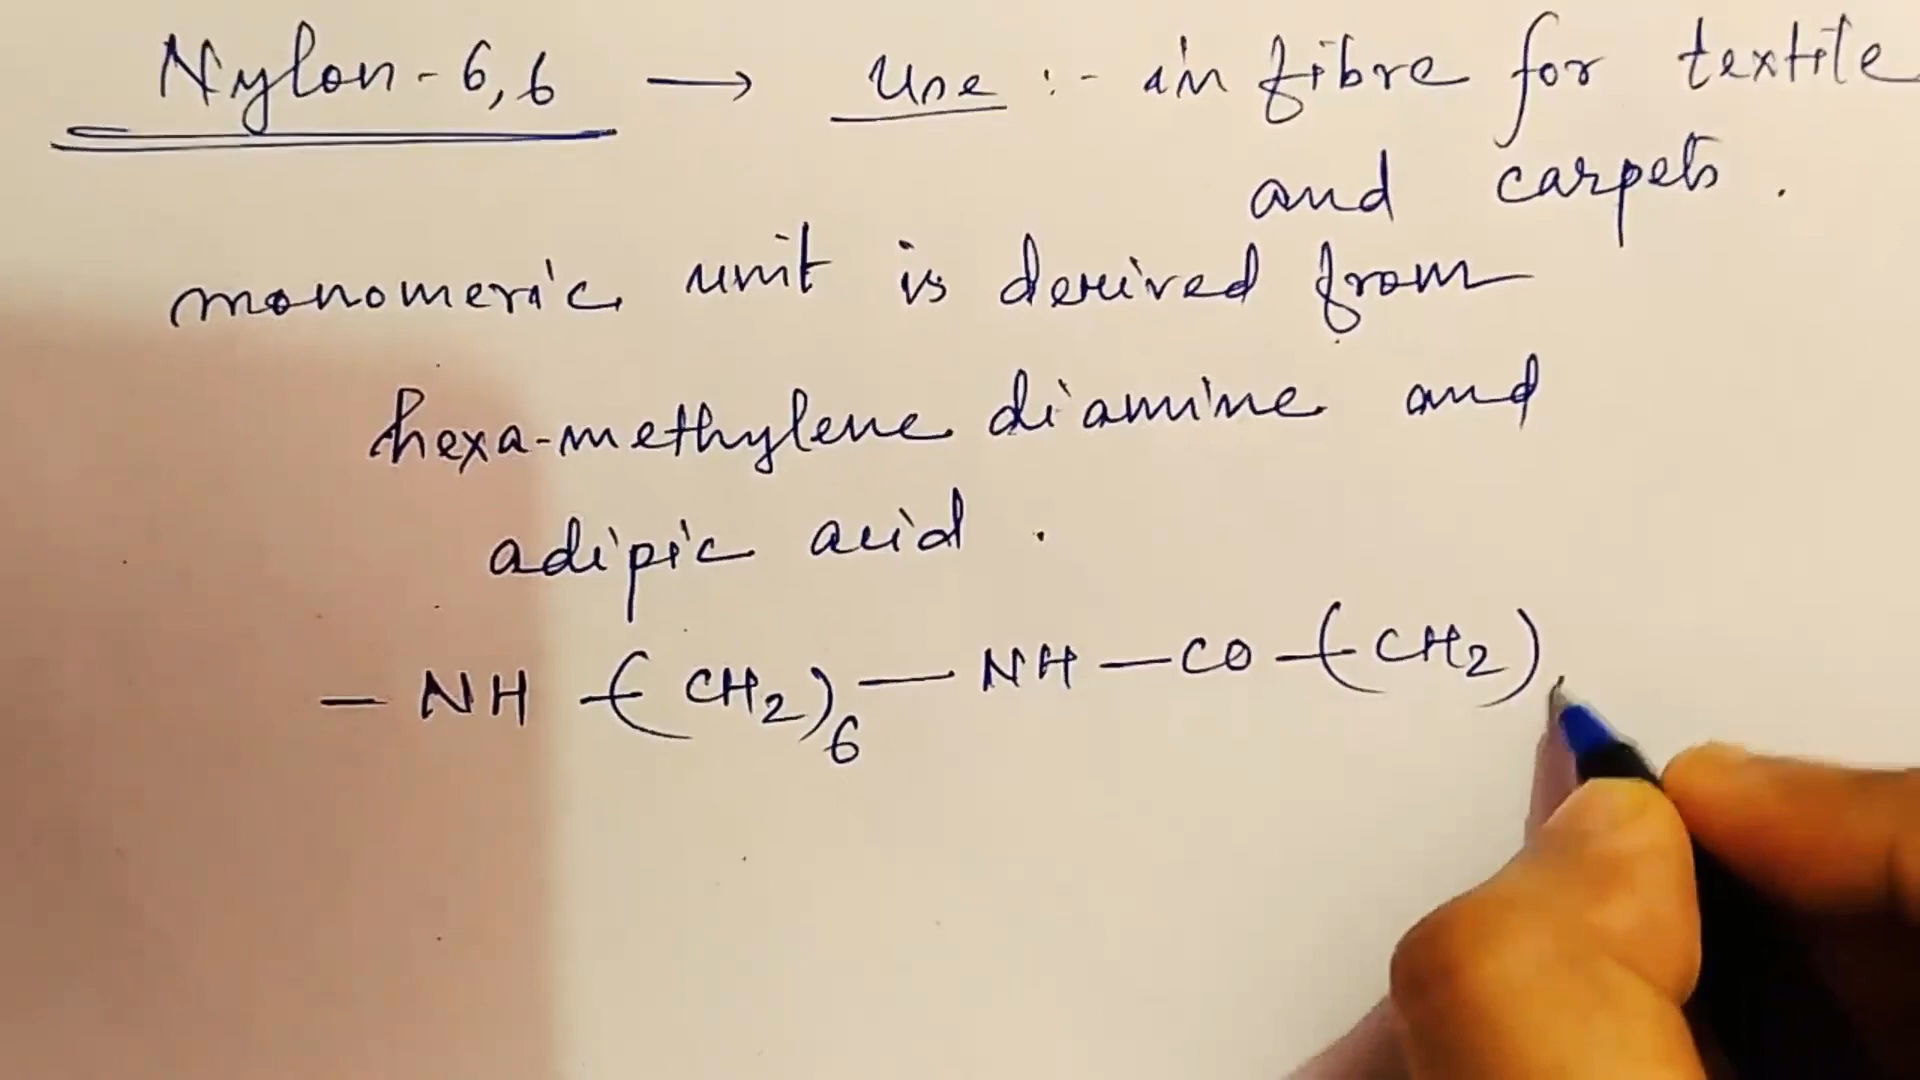 Nylon-6,6 → Use :- in fibre for textile
and carpets .
monomeric unit is derived from
hexa-methylene diamine and
adipic acid .
- NH -( CH2)6 - NH - CO -( CH2)